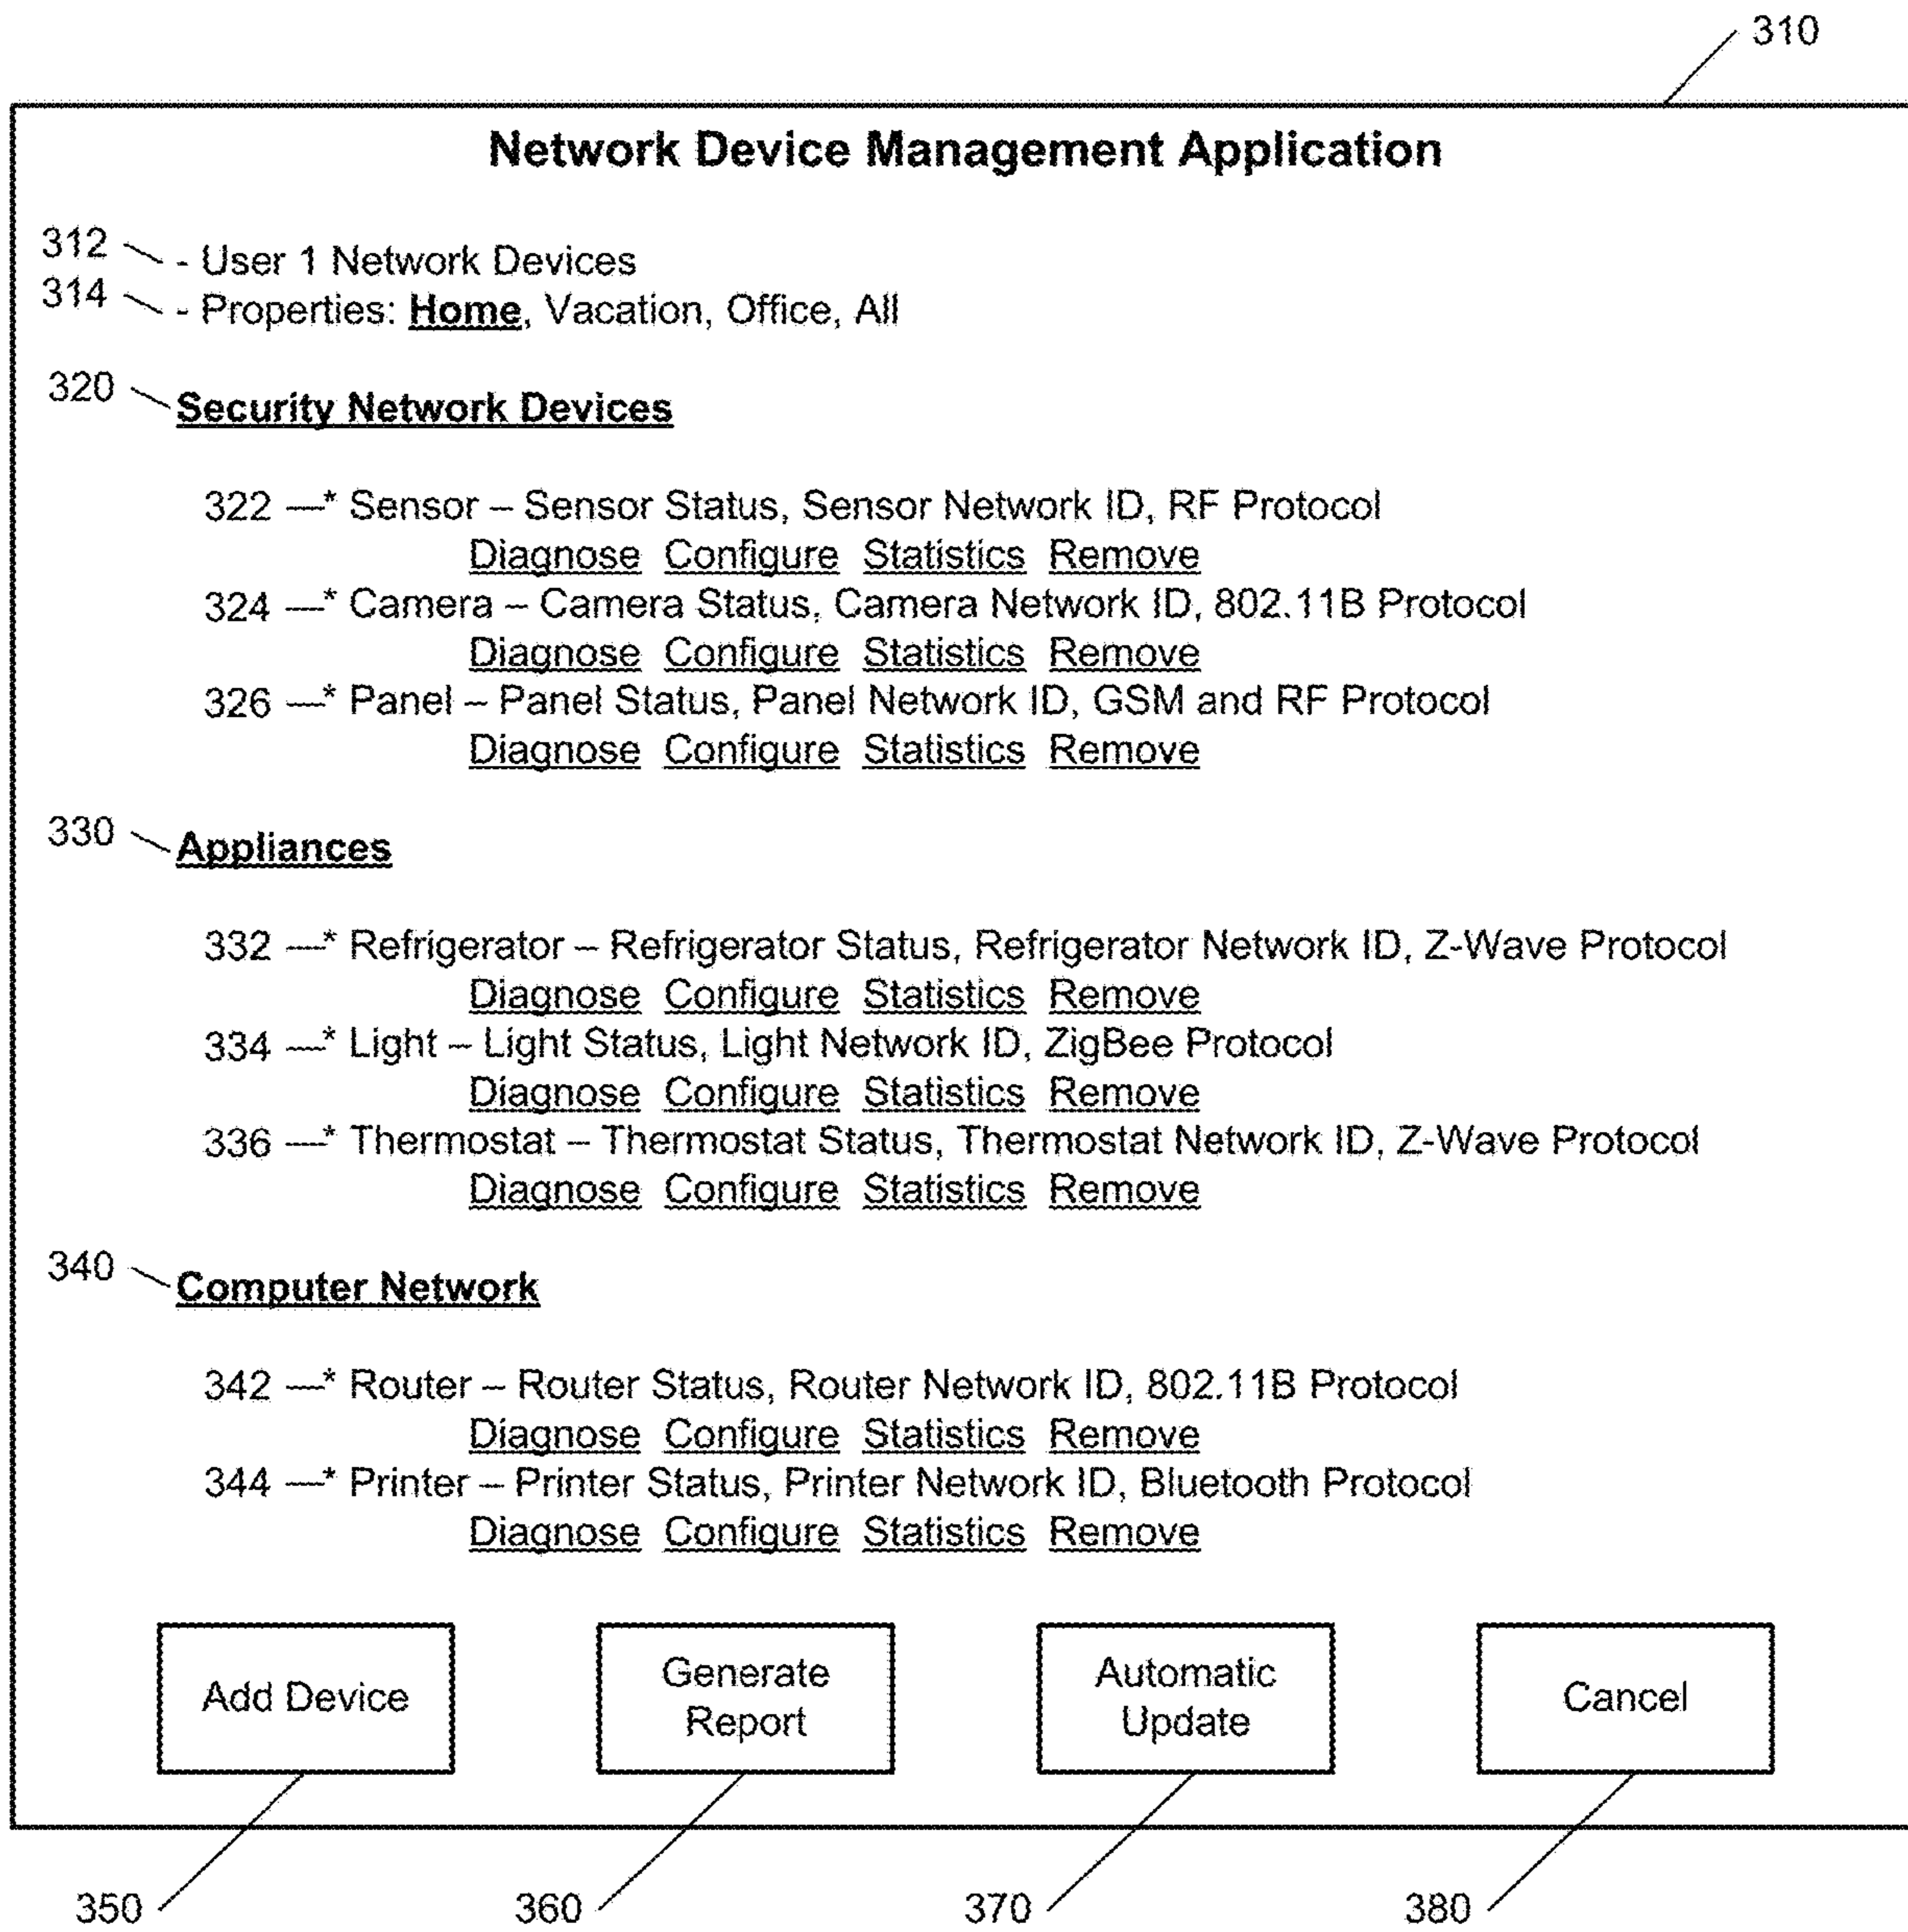 310
Network Device Management Application
312 - User 1 Network Devices
314 - Properties: Home, Vacation, Office, All
320 Security Network Devices
322 —* Sensor – Sensor Status, Sensor Network ID, RF Protocol
Diagnose Configure Statistics Remove
324 —* Camera – Camera Status, Camera Network ID, 802.11B Protocol
Diagnose Configure Statistics Remove
326 —* Panel – Panel Status, Panel Network ID, GSM and RF Protocol
Diagnose Configure Statistics Remove
330 Appliances
332 —* Refrigerator – Refrigerator Status, Refrigerator Network ID, Z-Wave Protocol
Diagnose Configure Statistics Remove
334 —* Light – Light Status, Light Network ID, ZigBee Protocol
Diagnose Configure Statistics Remove
336 —* Thermostat – Thermostat Status, Thermostat Network ID, Z-Wave Protocol
Diagnose Configure Statistics Remove
340 Computer Network
342 —* Router – Router Status, Router Network ID, 802.11B Protocol
Diagnose Configure Statistics Remove
344 —* Printer – Printer Status, Printer Network ID, Bluetooth Protocol
Diagnose Configure Statistics Remove
Add Device
Generate
Report
Automatic
Update
Cancel
350 360 370 380